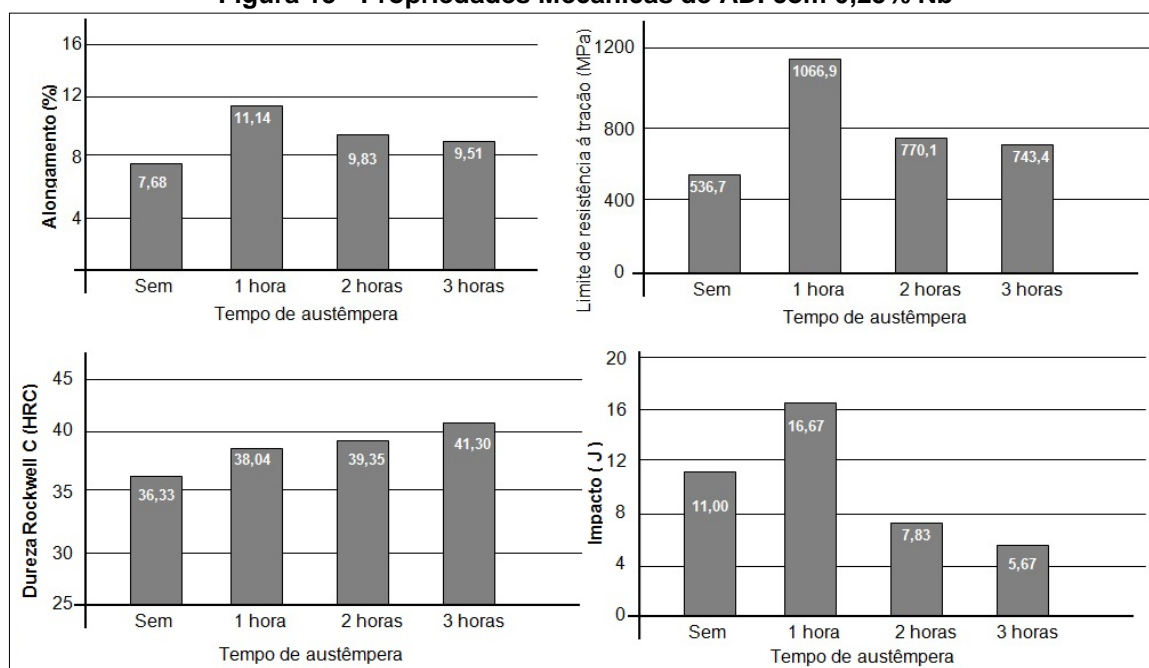 Figura - Propriedades Mecânicas do ADI com Nb
Alongamento (%)
16
12
8
4
7,68
11,14
9,83
9,51
Sem 1 hora 2 horas 3 horas
Tempo de austêmpera
Limite de resistência á tração (MPa)
1200
800
400
0
536,7
1066,9
770,1
743,4
Sem 1 hora 2 horas 3 horas
Tempo de austêmpera
Dureza Rockwell C (HRC)
45
40
35
30
25
36,33
38,04
39,35
41,30
Sem 1 hora 2 horas 3 horas
Tempo de austêmpera
Impacto ( J )
20
16
12
8
4
0
11,00
16,67
7,83
5,67
Sem 1 hora 2 horas 3 horas
Tempo de austêmpera